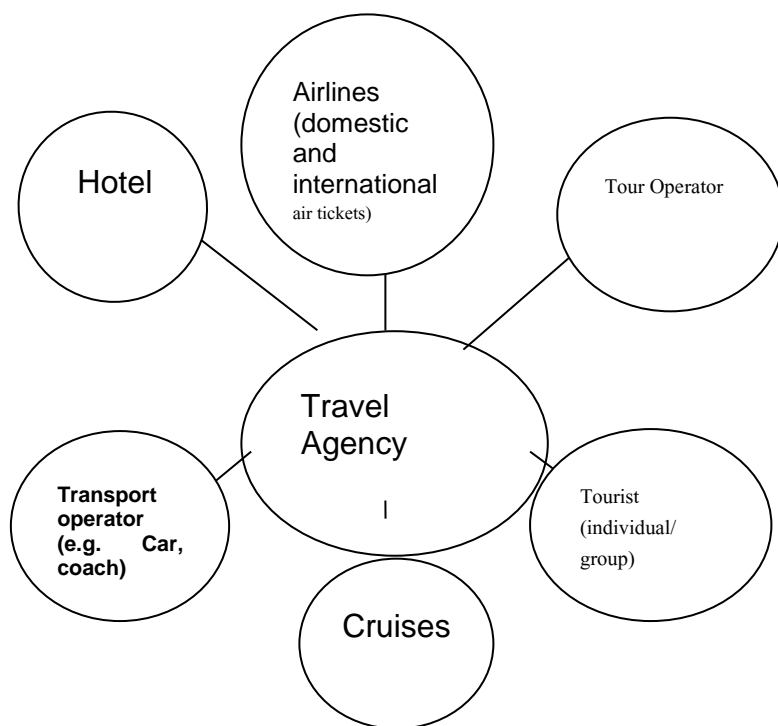 Airlines
(domestic
and
international
air tickets)
Hotel
Tour Operator
Travel
Agency
Transport
operator
(e.g. Car,
coach)
Tourist
(individual/
group)
Cruises